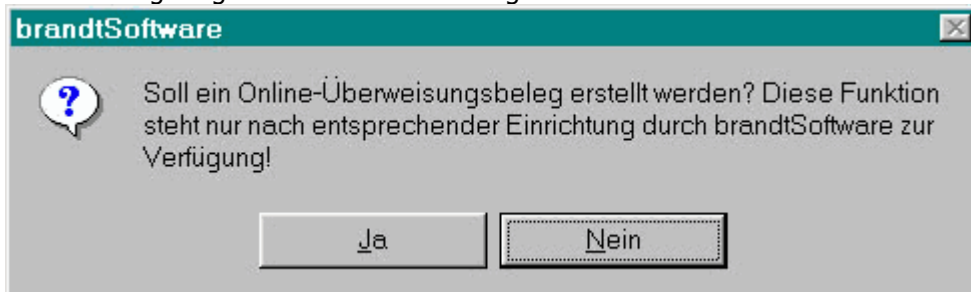 brandtSoftware
Soll ein Online-Überweisungsbeleg erstellt werden? Diese Funktion
steht nur nach entsprechender Einrichtung durch brandtSoftware zur
Verfügung!
Ja
Nein